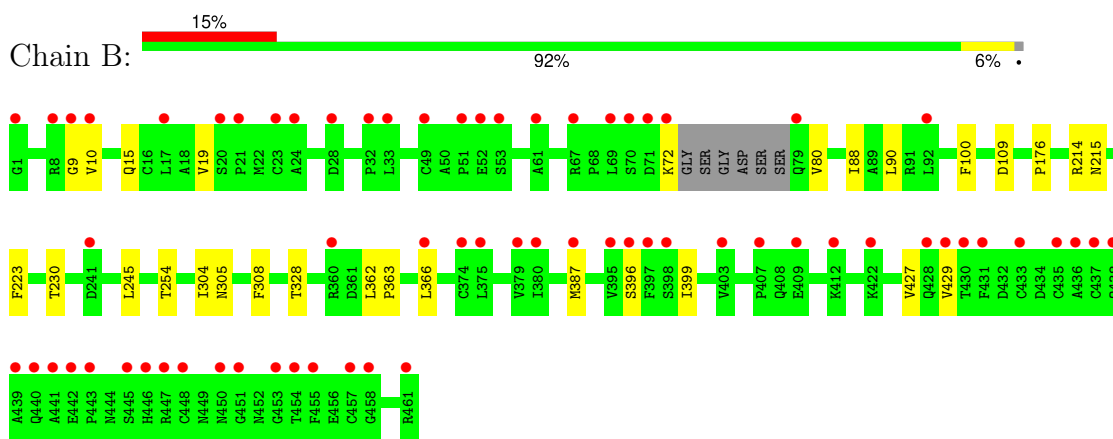 15%
Chain B:
92% 6% •
G1 R8 G9 V10 Q15 C16 L17 A18 V19 S20 P21 M22 C23 A24 D28 P32 L33 C49 A50 P51 E52 S53 A61 R67 P68 L69 S70 D71 K72 GLY SER GLY ASP SER SER Q79 V80 I88 A89 L90 R91 L92 F100 D109 P176 R214 N215
F223 T230 D241 L245 T254 I304 N305 F308 T328 R360 D361 L362 P363 L366 C374 L375 V379 I380 M387 V395 S396 F397 S398 I399 V403 P407 Q408 E409 K412 K422 V427 Q428 V429 T430 F431 D432 C433 D434 C435 A436 C437
A439 Q440 A441 E442 P443 N444 S445 H446 R447 C448 N449 N450 G451 N452 G453 T454 F455 E456 C457 G458 R461